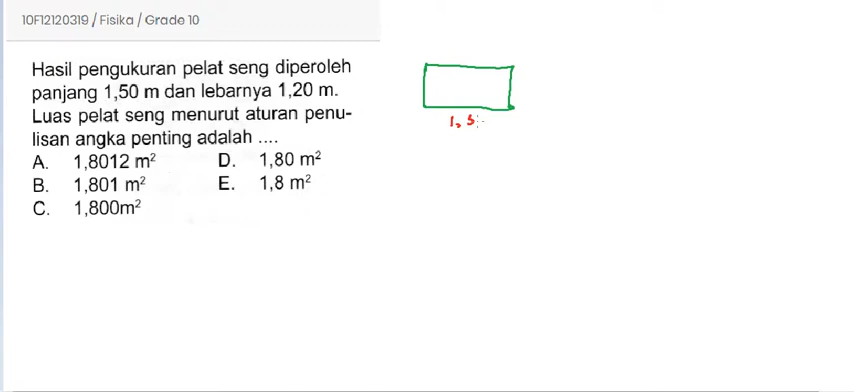 10F12120319 / Fisika / Grade 10
Hasil pengukuran pelat seng diperoleh
panjang 1,50 m dan lebarnya 1,20 m.
Luas pelat seng menurut aturan penu-
lisan angka penting adalah ....
A. 1,8012 m² D. 1,80 m²
B. 1,801 m² E. 1,8 m²
C. 1,800m²
1, 5